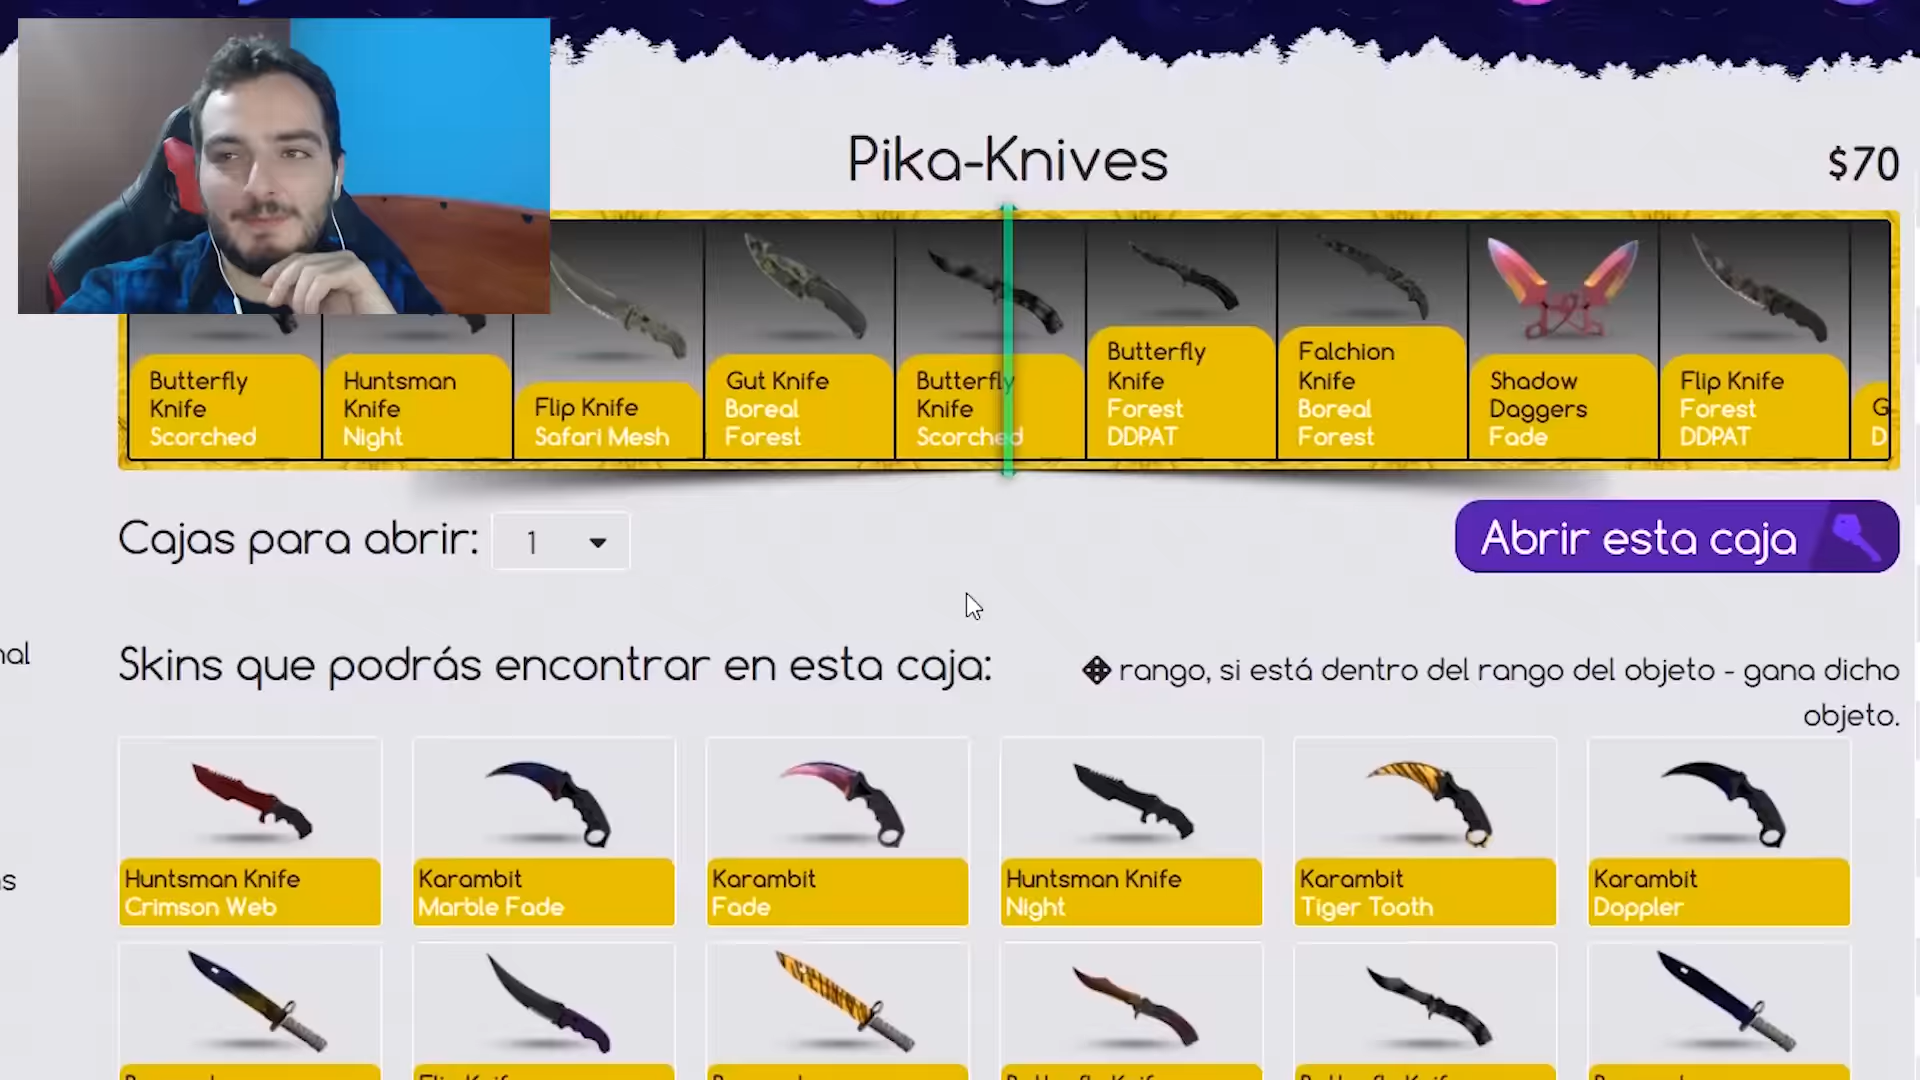 Pika-Knives
$70
Butterfly
Knife
Scorched
Huntsman
Knife
Night
Flip Knife
Safari Mesh
Gut Knife
Boreal
Forest
Butterfly
Knife
Scorched
Butterfly
Knife
Forest
DDPAT
Falchion
Knife
Boreal
Forest
Shadow
Daggers
Fade
Flip Knife
Forest
DDPAT
G
D
Cajas para abrir: 1
Abrir esta caja
nal
Skins que podrás encontrar en esta caja:
rango, si está dentro del rango del objeto - gana dicho
objeto.
s
Huntsman Knife
Crimson Web
Karambit
Marble Fade
Karambit
Fade
Huntsman Knife
Night
Karambit
Tiger Tooth
Karambit
Doppler